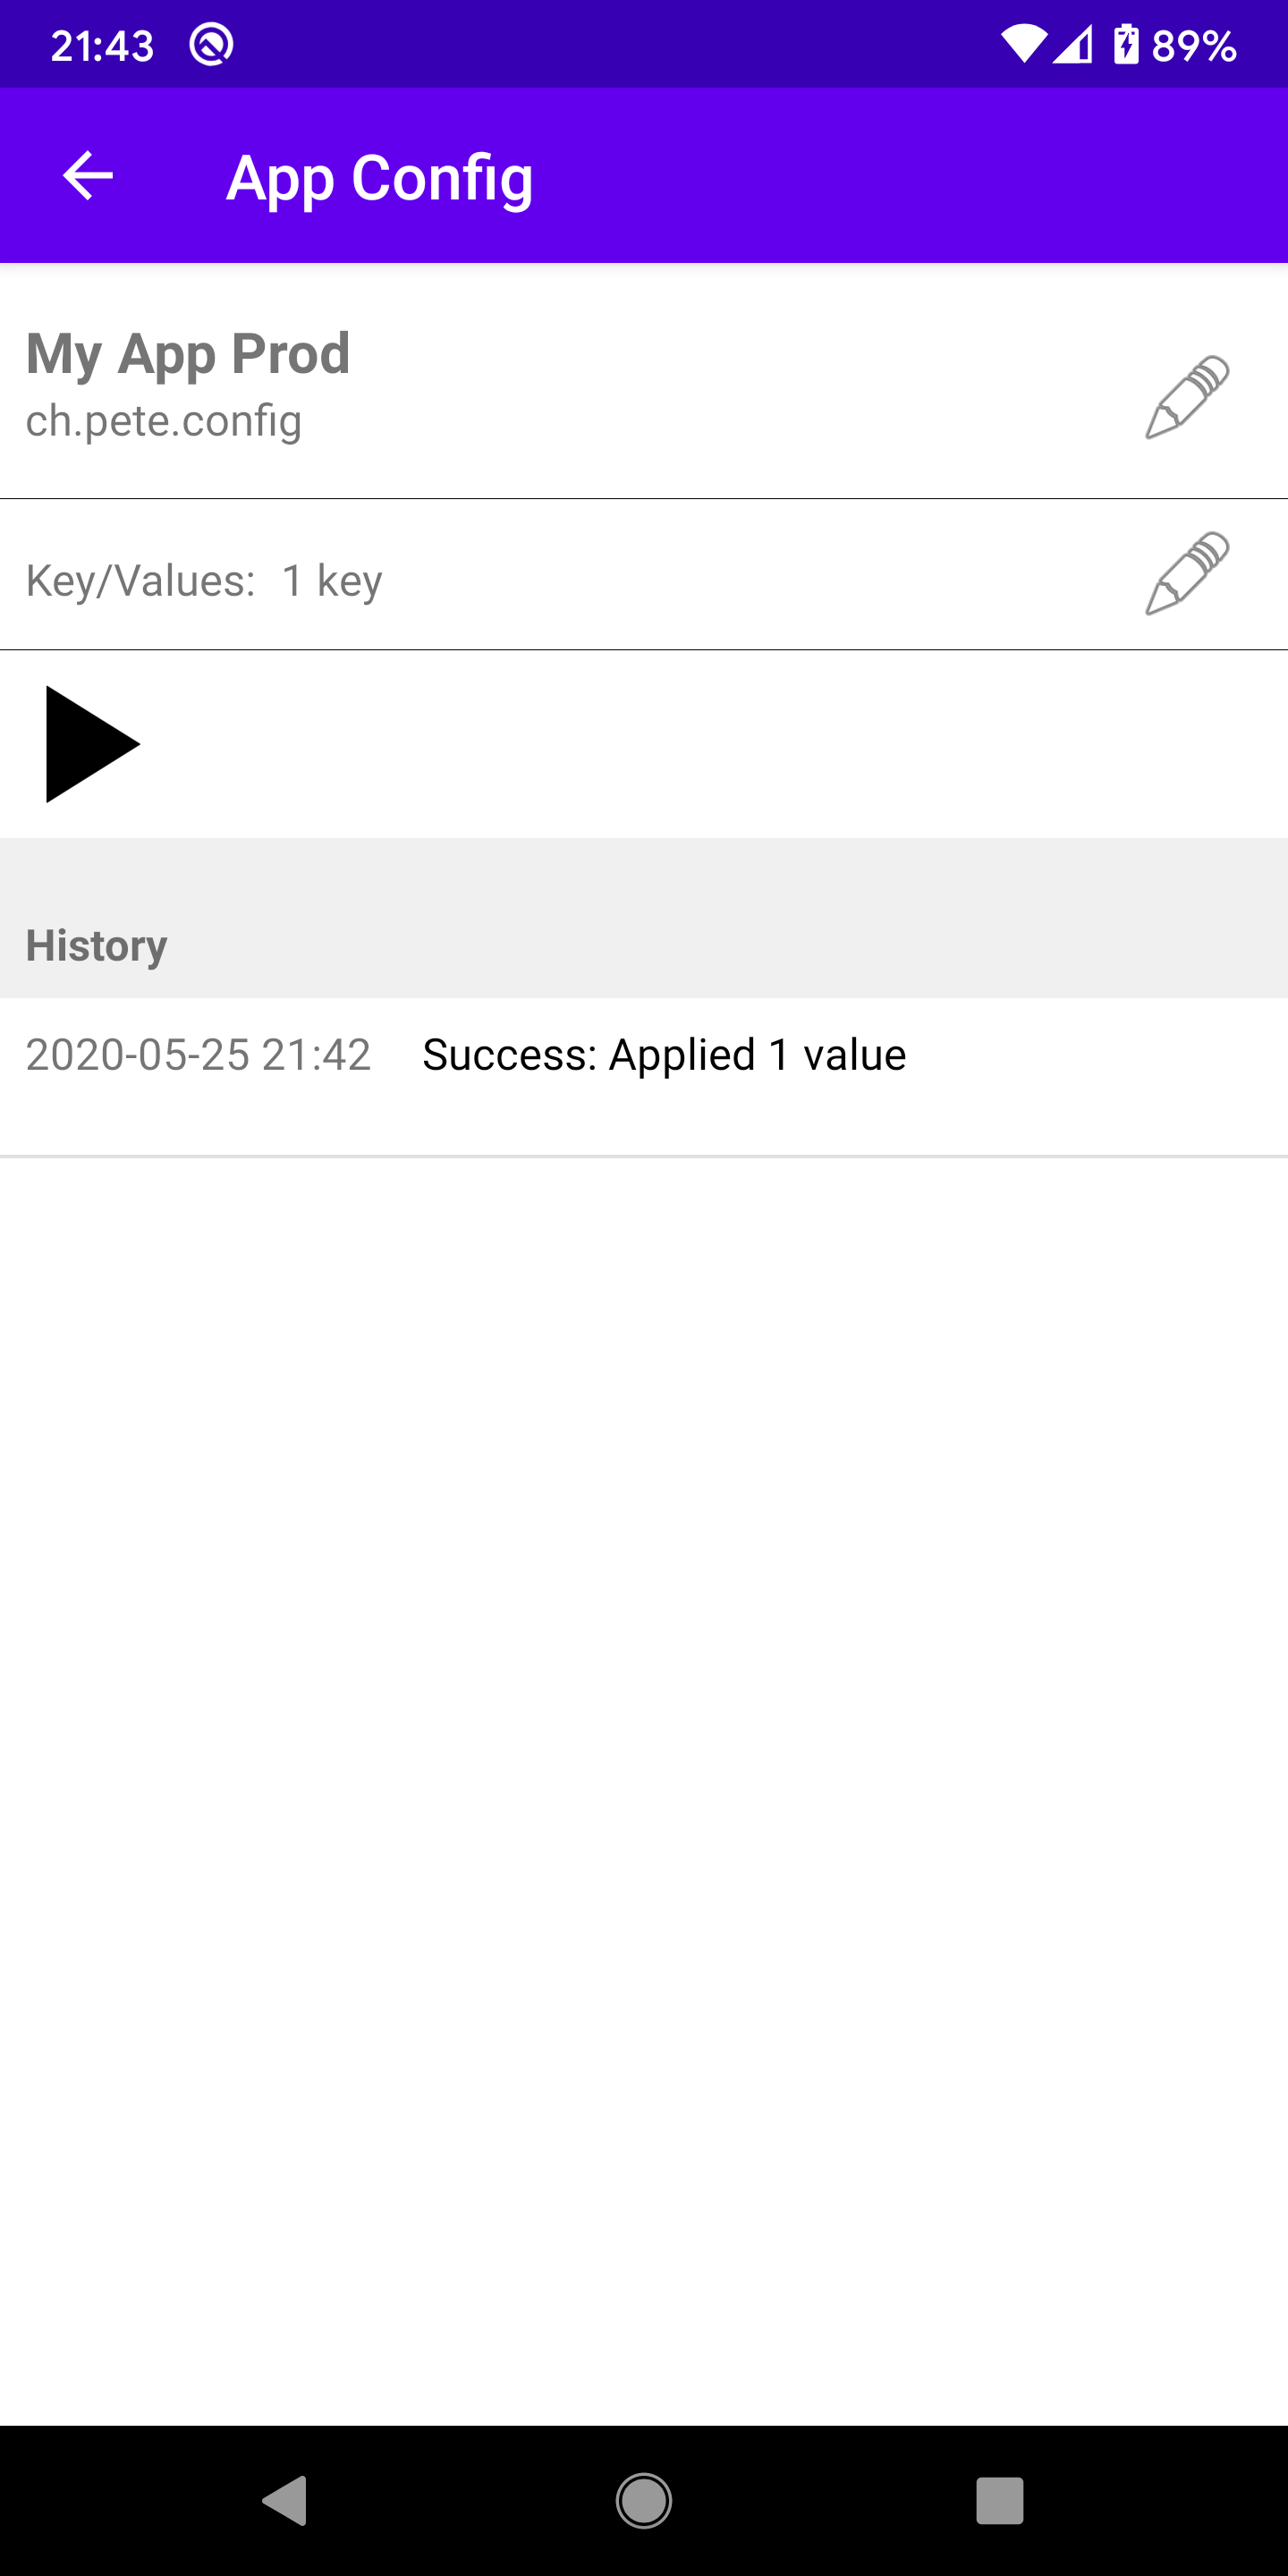 21:43 89%
App Config
My App Prod
ch.pete.config
Key/Values: 1 key
History
2020-05-25 21:42 Success: Applied 1 value